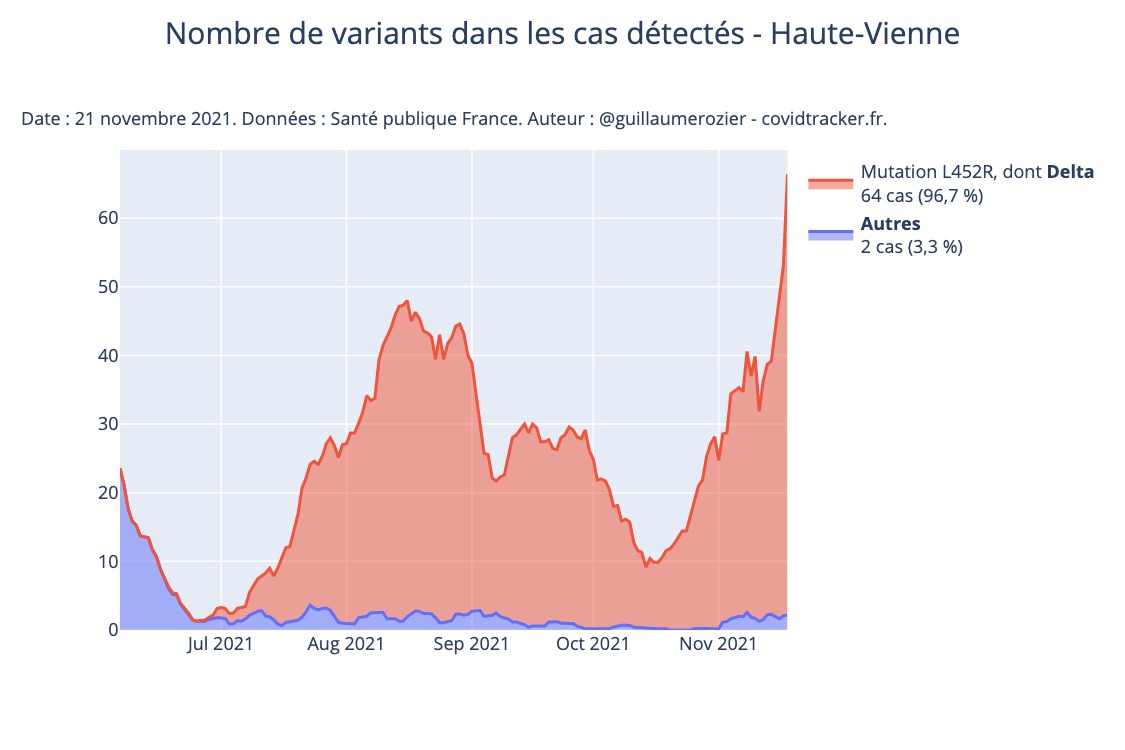 Nombre de variants dans les cas détectés - Haute-Vienne
Date : 21 novembre 2021. Données : Santé publique France. Auteur : @guillaumerozier - covidtracker.fr.
Mutation L452R, dont Delta
64 cas (96,7 %)
Autres
2 cas (3,3 %)
60
50
40
30
20
10
0
Jul 2021 Aug 2021 Sep 2021 Oct 2021 Nov 2021